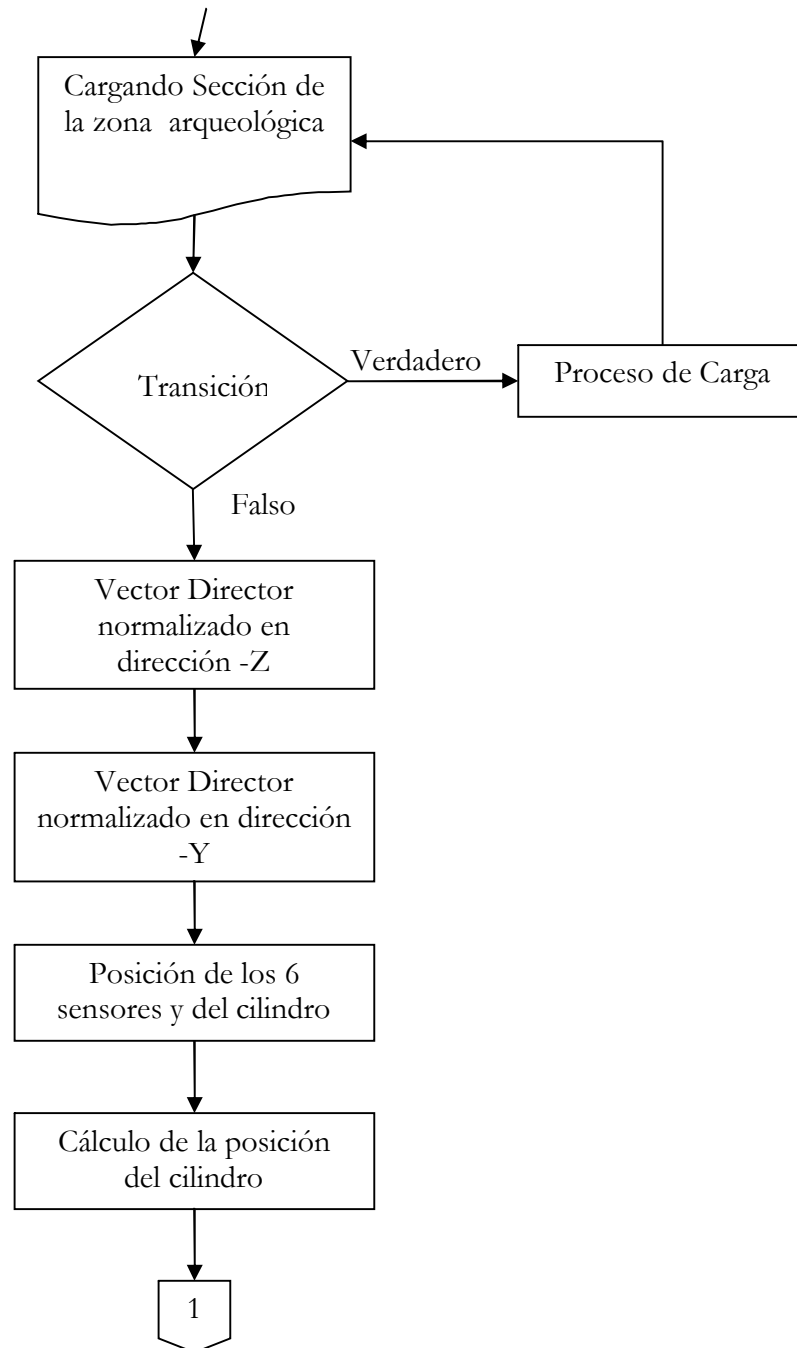 Cargando Sección de
la zona arqueológica
Verdadero
Proceso de Carga
Transición
Falso
Vector Director
normalizado en
dirección -Z
Vector Director
normalizado en dirección
-Y
Posición de los 6
sensores y del cilindro
Cálculo de la posición
del cilindro
1